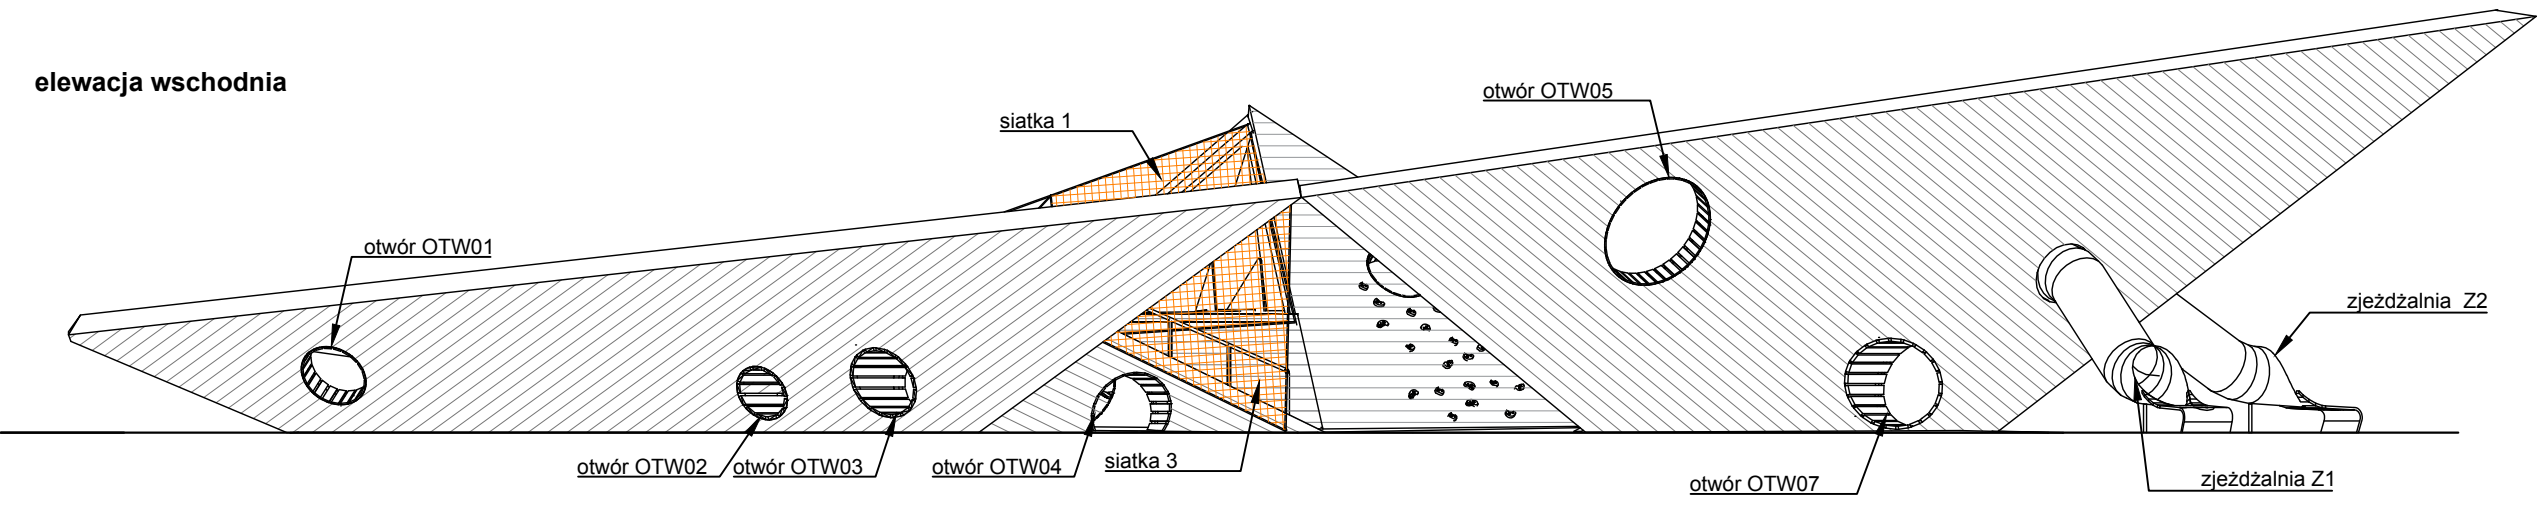 elewacja wschodnia
otwór OTW05
siatka 1
otwór OTW01
zjeżdżalnia  Z2
otwór OTW02
otwór OTW03
otwór OTW04
siatka 3
otwór OTW07
zjeżdżalnia Z1